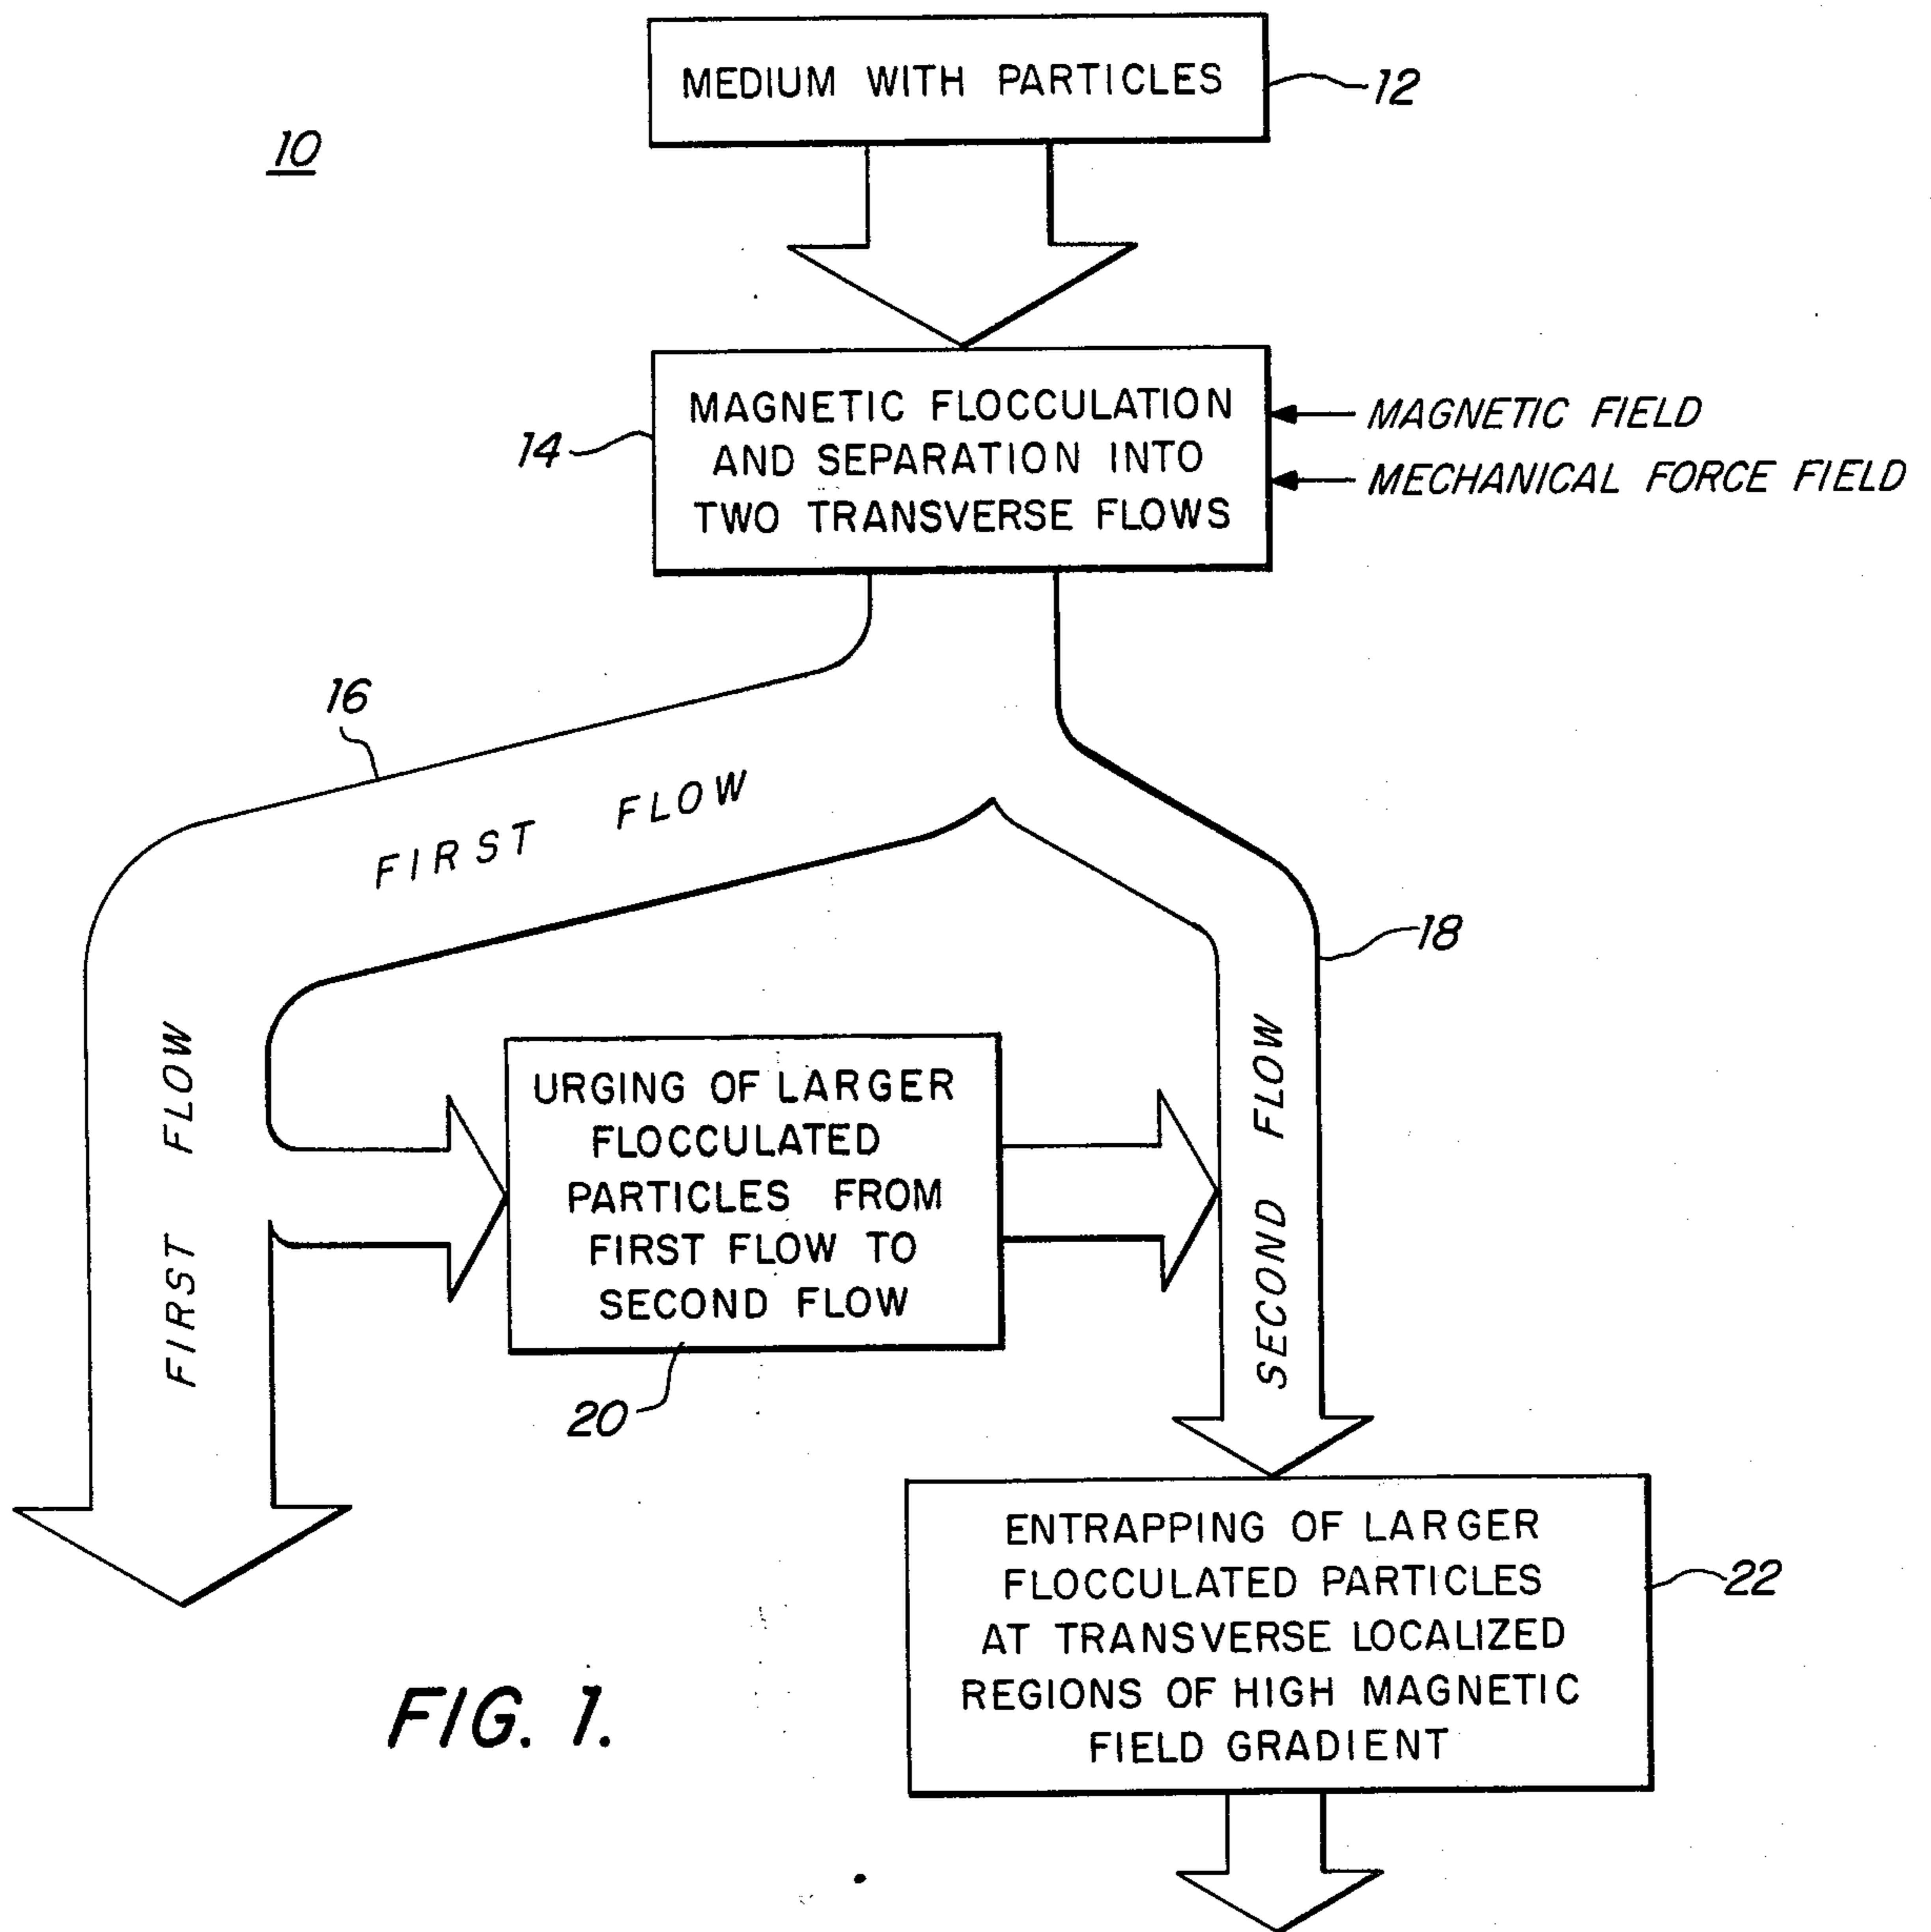 10
MEDIUM WITH PARTICLES
12
14
MAGNETIC FLOCCULATION
AND SEPARATION INTO
TWO TRANSVERSE FLOWS
MAGNETIC FIELD
MECHANICAL FORCE FIELD
16
FIRST FLOW
18
FIRST FLOW
URGING OF LARGER
FLOCCULATED
PARTICLES FROM
FIRST FLOW TO
SECOND FLOW
20
SECOND FLOW
ENTRAPPING OF LARGER
FLOCCULATED PARTICLES
AT TRANSVERSE LOCALIZED
REGIONS OF HIGH MAGNETIC
FIELD GRADIENT
22
FIG. 1.